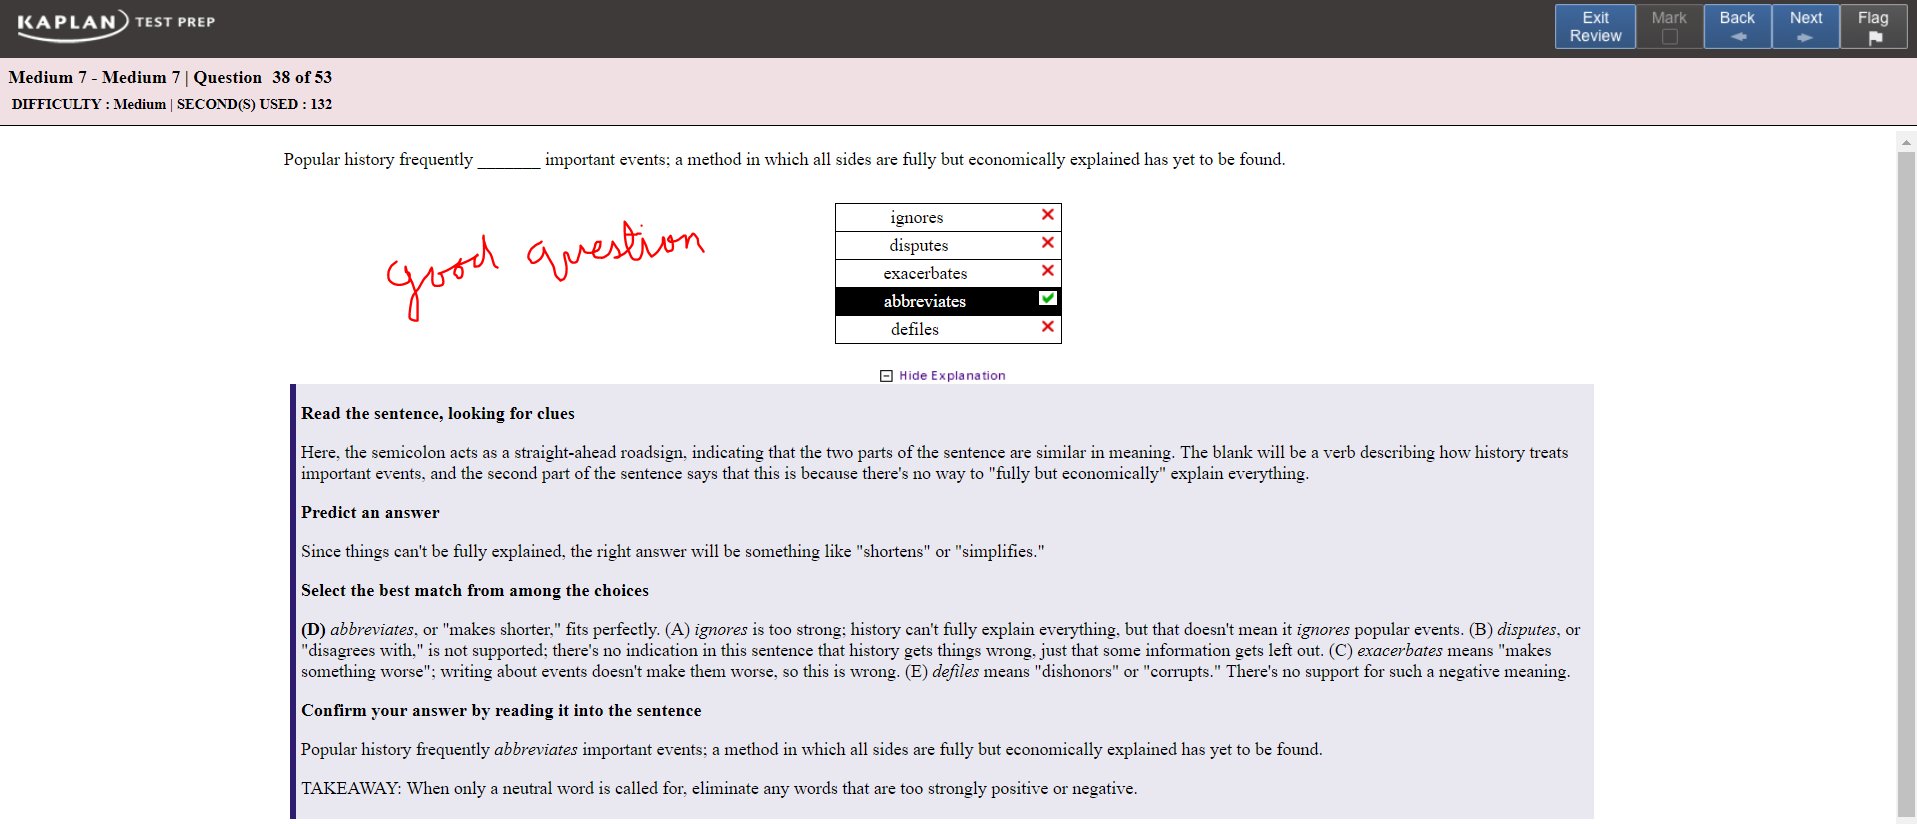 KAPLAN TEST PREP
Exit Review
Mark
Back
Next
Flag
Medium 7 - Medium 7 | Question 38 of 53
DIFFICULTY : Medium | SECOND(S) USED : 132
Popular history frequently _______ important events; a method in which all sides are fully but economically explained has yet to be found.
good question
ignores
disputes
exacerbates
abbreviates
defiles
Hide Explanation
Read the sentence, looking for clues
Here, the semicolon acts as a straight-ahead roadsign, indicating that the two parts of the sentence are similar in meaning. The blank will be a verb describing how history treats
important events, and the second part of the sentence says that this is because there's no way to "fully but economically" explain everything.
Predict an answer
Since things can't be fully explained, the right answer will be something like "shortens" or "simplifies."
Select the best match from among the choices
(D) abbreviates, or "makes shorter," fits perfectly. (A) ignores is too strong; history can't fully explain everything, but that doesn't mean it ignores popular events. (B) disputes, or
"disagrees with," is not supported; there's no indication in this sentence that history gets things wrong, just that some information gets left out. (C) exacerbates means "makes
something worse"; writing about events doesn't make them worse, so this is wrong. (E) defiles means "dishonors" or "corrupts." There's no support for such a negative meaning.
Confirm your answer by reading it into the sentence
Popular history frequently abbreviates important events; a method in which all sides are fully but economically explained has yet to be found.
TAKEAWAY: When only a neutral word is called for, eliminate any words that are too strongly positive or negative.